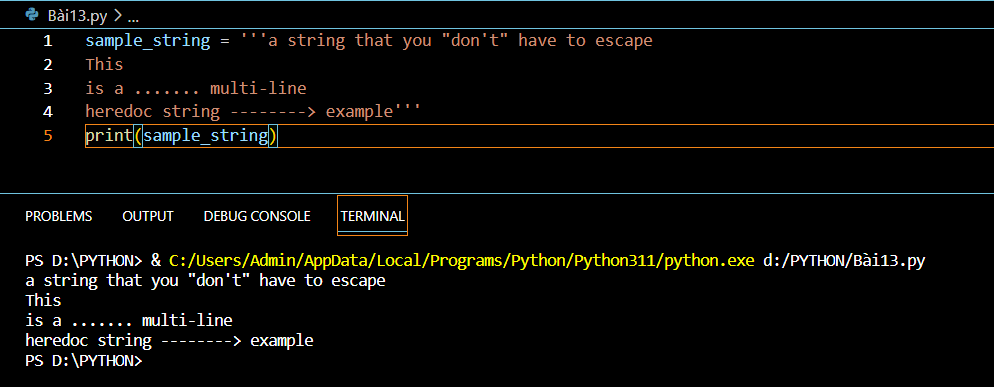 Bài13.py > ...
1 sample_string = '''a string that you "don't" have to escape
2 This
3 is a ....... multi-line
4 heredoc string --------> example'''
5 print(sample_string)
PROBLEMS OUTPUT DEBUG CONSOLE TERMINAL
PS D:\PYTHON> & C:/Users/Admin/AppData/Local/Programs/Python/Python311/python.exe d:/PYTHON/Bài13.py
a string that you "don't" have to escape
This
is a ....... multi-line
heredoc string --------> example
PS D:\PYTHON>